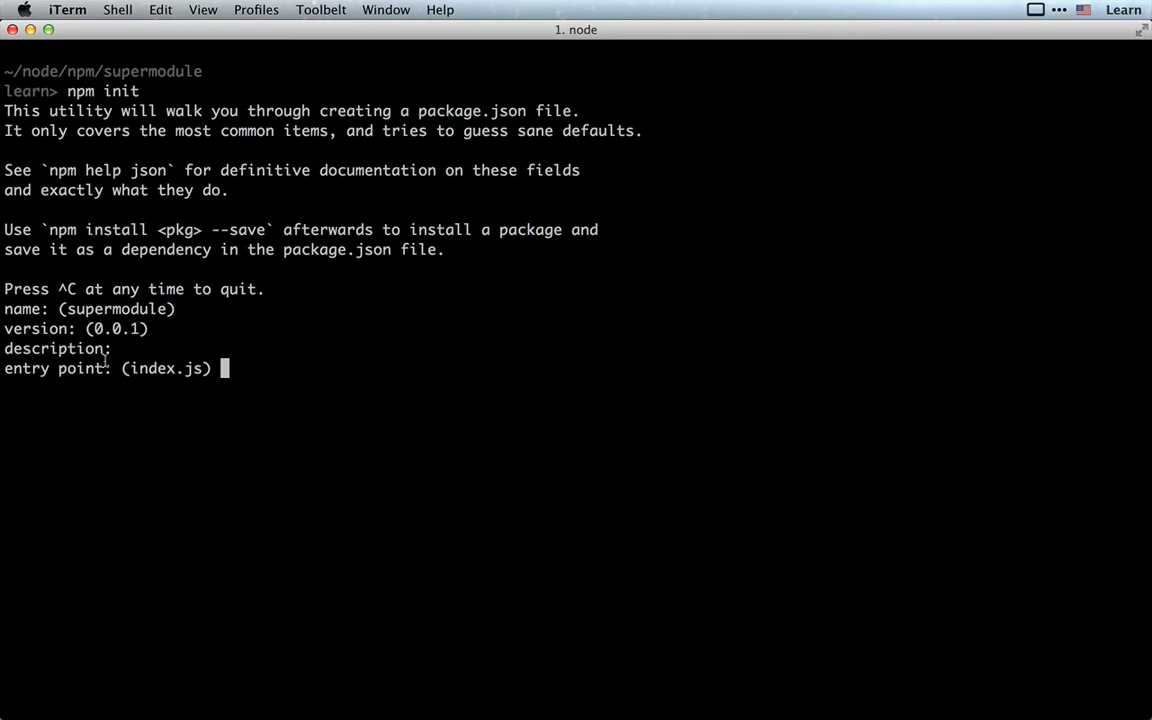 iTerm Shell Edit View Profiles Toolbelt Window Help Learn
1. node
~/node/npm/supermodule
learn> npm init
This utility will walk you through creating a package.json file.
It only covers the most common items, and tries to guess sane defaults.
See `npm help json` for definitive documentation on these fields
and exactly what they do.
Use `npm install <pkg> --save` afterwards to install a package and
save it as a dependency in the package.json file.
Press ^C at any time to quit.
name: (supermodule)
version: (0.0.1)
description:
entry point: (index.js)